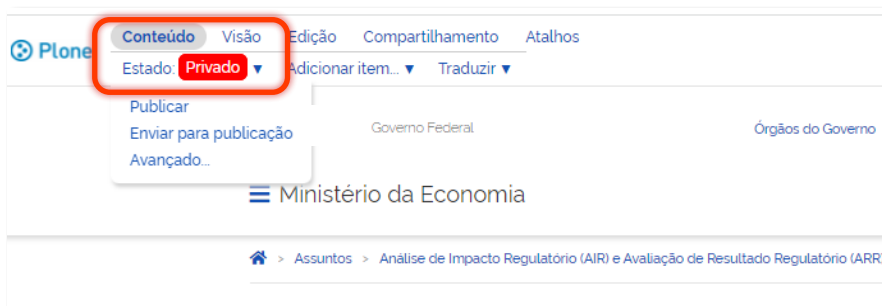 Plone
Conteúdo Visão Edição Compartilhamento Atalhos
Estado: Privado ▼ Adicionar item... ▼ Traduzir ▼
Publicar
Enviar para publicação
Avançado...
Governo Federal
Órgãos do Governo
Ministério da Economia
> Assuntos > Análise de Impacto Regulatório (AIR) e Avaliação de Resultado Regulatório (ARR)